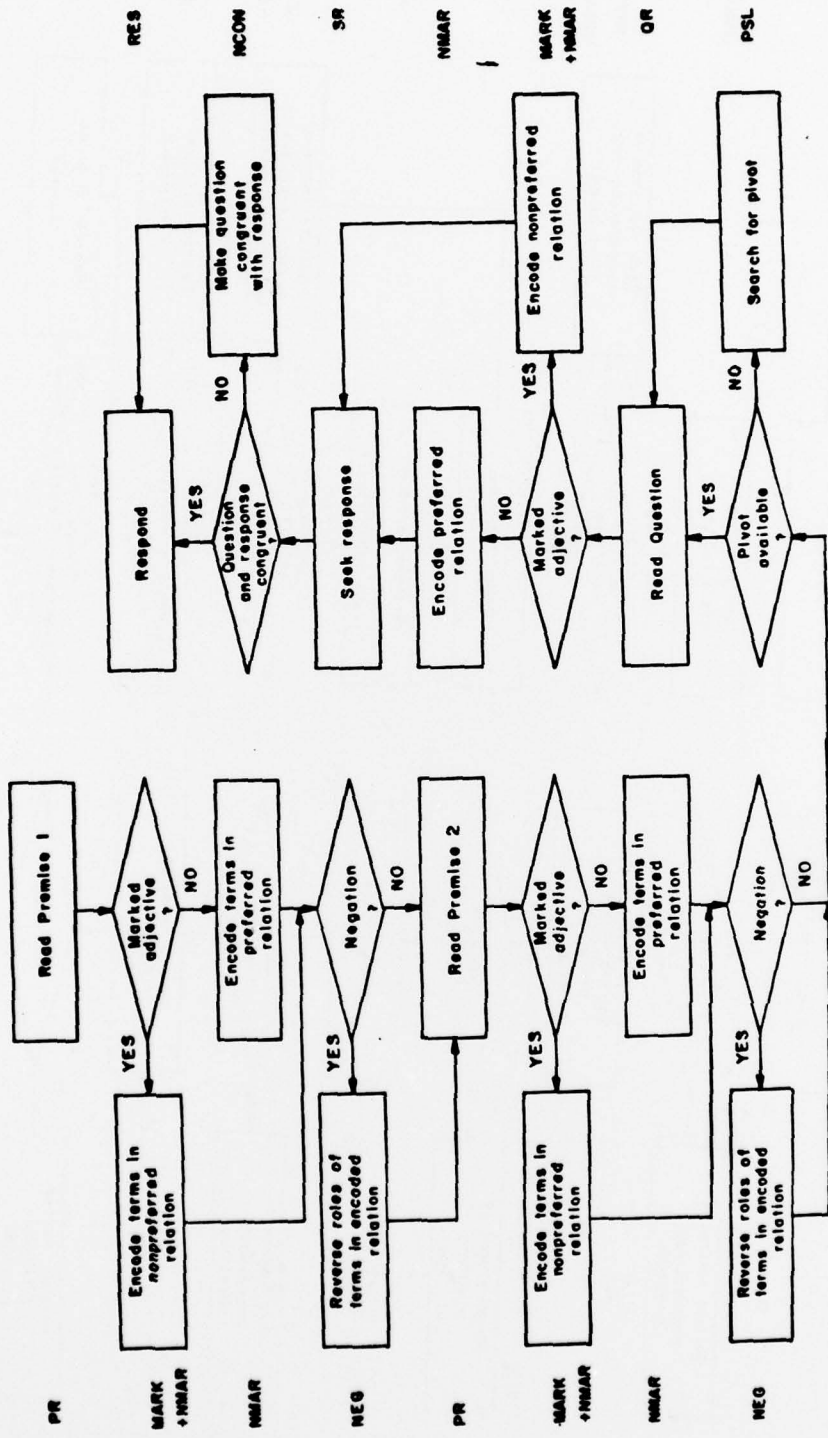 PR
Read Premise 1
MARK
+NMAR
Encode terms in
nonpreferred
relation
YES
Marked
adjective
?
NO
NMAR
Encode terms in
preferred
relation
NEG
Reverse roles of
terms in encoded
relation
YES
Negation
?
NO
PR
Read Premise 2
-MARK
+NMAR
Encode terms in
nonpreferred
relation
YES
Marked
adjective
?
NO
NMAR
Encode terms in
preferred
relation
NEG
Reverse roles of
terms in encoded
relation
YES
Negation
?
NO
Respond
RES
YES
Question
and response
congruent
?
NO
Make question
congruent
with response
NCON
Seek response
SR
Encode preferred
relation
NMAR
NO
Marked
adjective
?
YES
Encode nonpreferred
relation
MARK
+NMAR
Read Question
QR
YES
Pivot
available
?
NO
Search for pivot
PSL